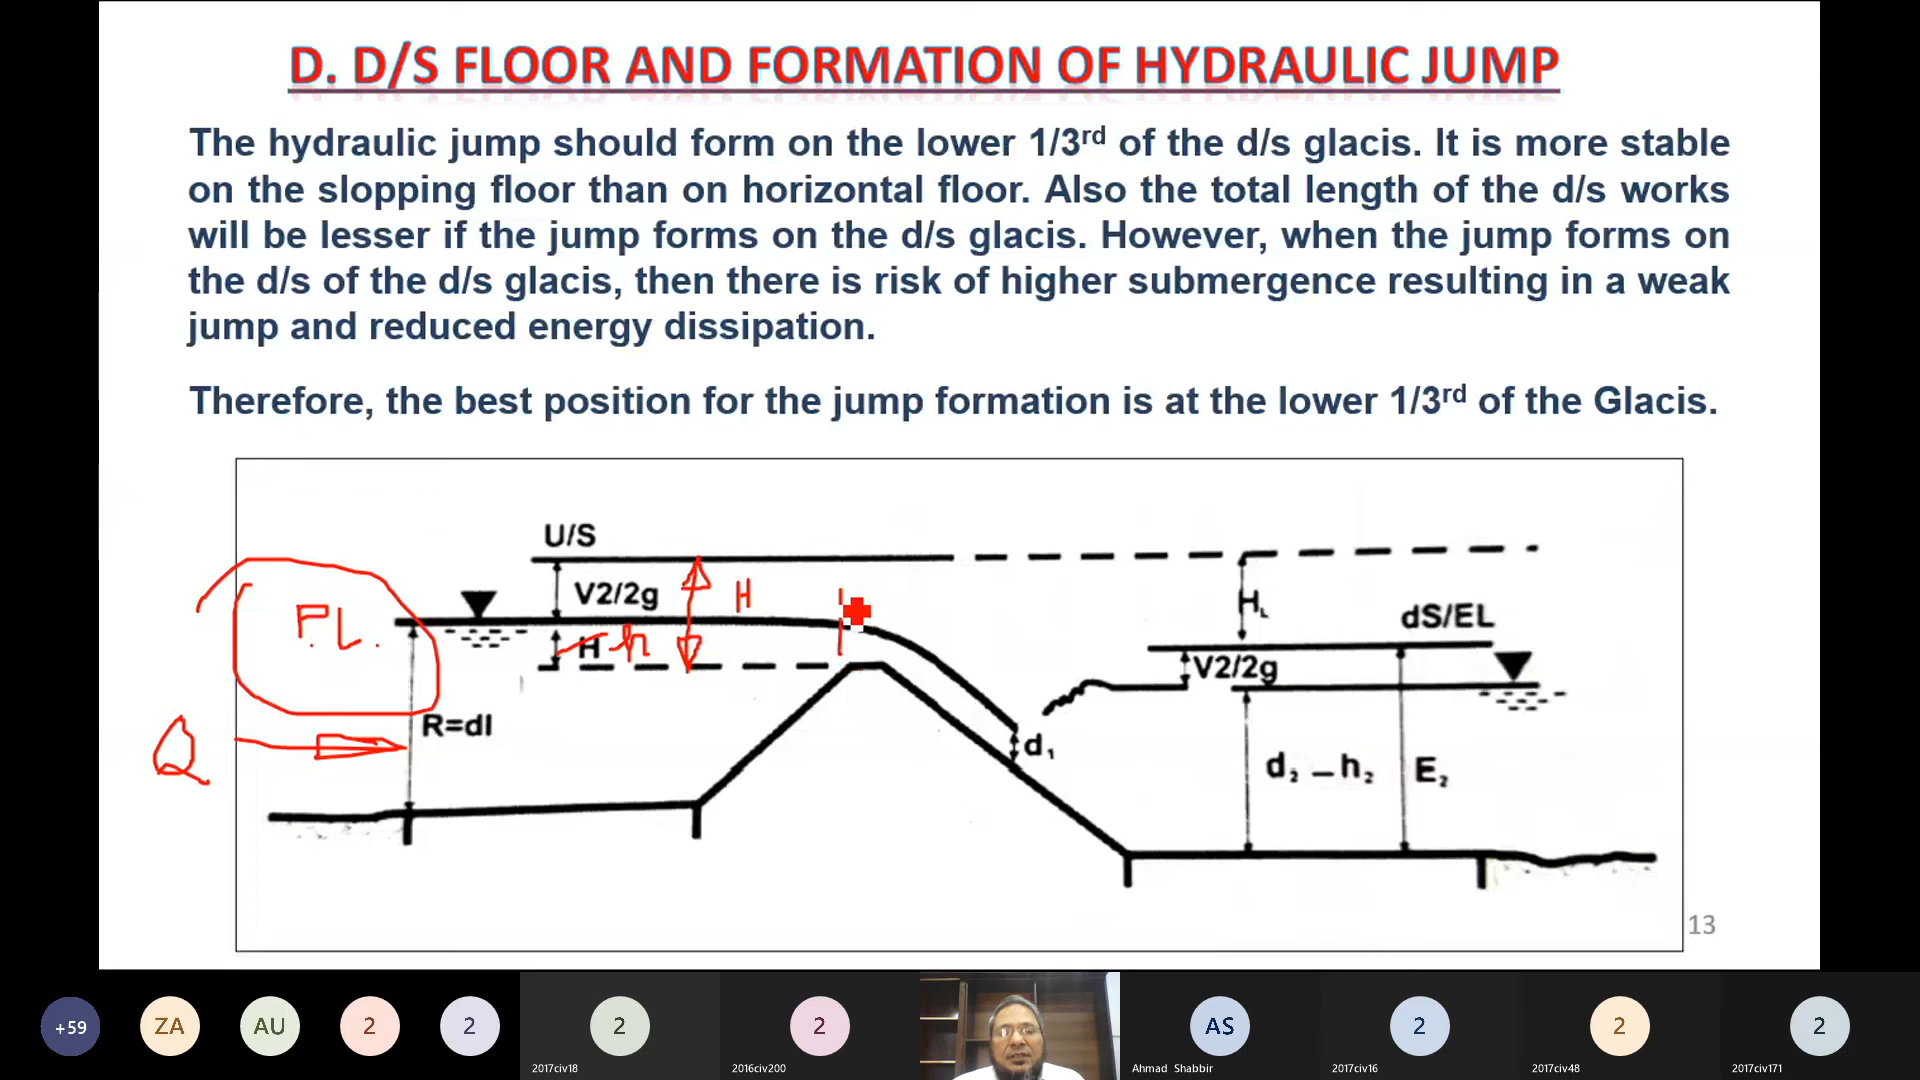 D. D/S FLOOR AND FORMATION OF HYDRAULIC JUMP
The hydraulic jump should form on the lower 1/3rd of the d/s glacis. It is more stable
on the slopping floor than on horizontal floor. Also the total length of the d/s works
will be lesser if the jump forms on the d/s glacis. However, when the jump forms on
the d/s of the d/s glacis, then there is risk of higher submergence resulting in a weak
jump and reduced energy dissipation.
Therefore, the best position for the jump formation is at the lower 1/3rd of the Glacis.
U/S
V2/2g
H
P.L.
H
h
HL
dS/EL
V2/2g
R=dI
Q
d1
d2 – h2
E2
13
+59
ZA
AU
2
2
2
2
AS
2
2
2
2017civ18
2016civ200
Ahmad Shabbir
2017civ16
2017civ48
2017civ171